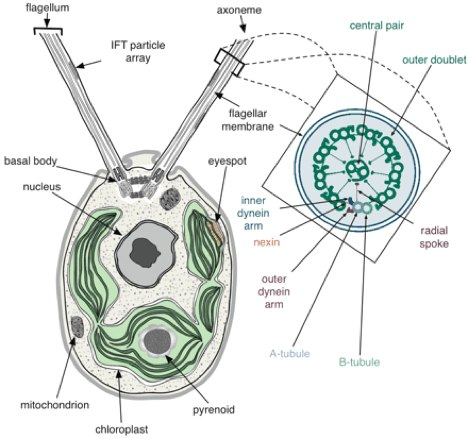 flagellum
axoneme
central pair
IFT particle
array
outer doublet
flagellar
membrane
basal body
eyespot
nucleus
inner
dynein
arm
nexin
radial
spoke
outer
dynein
arm
A-tubule
B-tubule
mitochondrion
pyrenoid
chloroplast